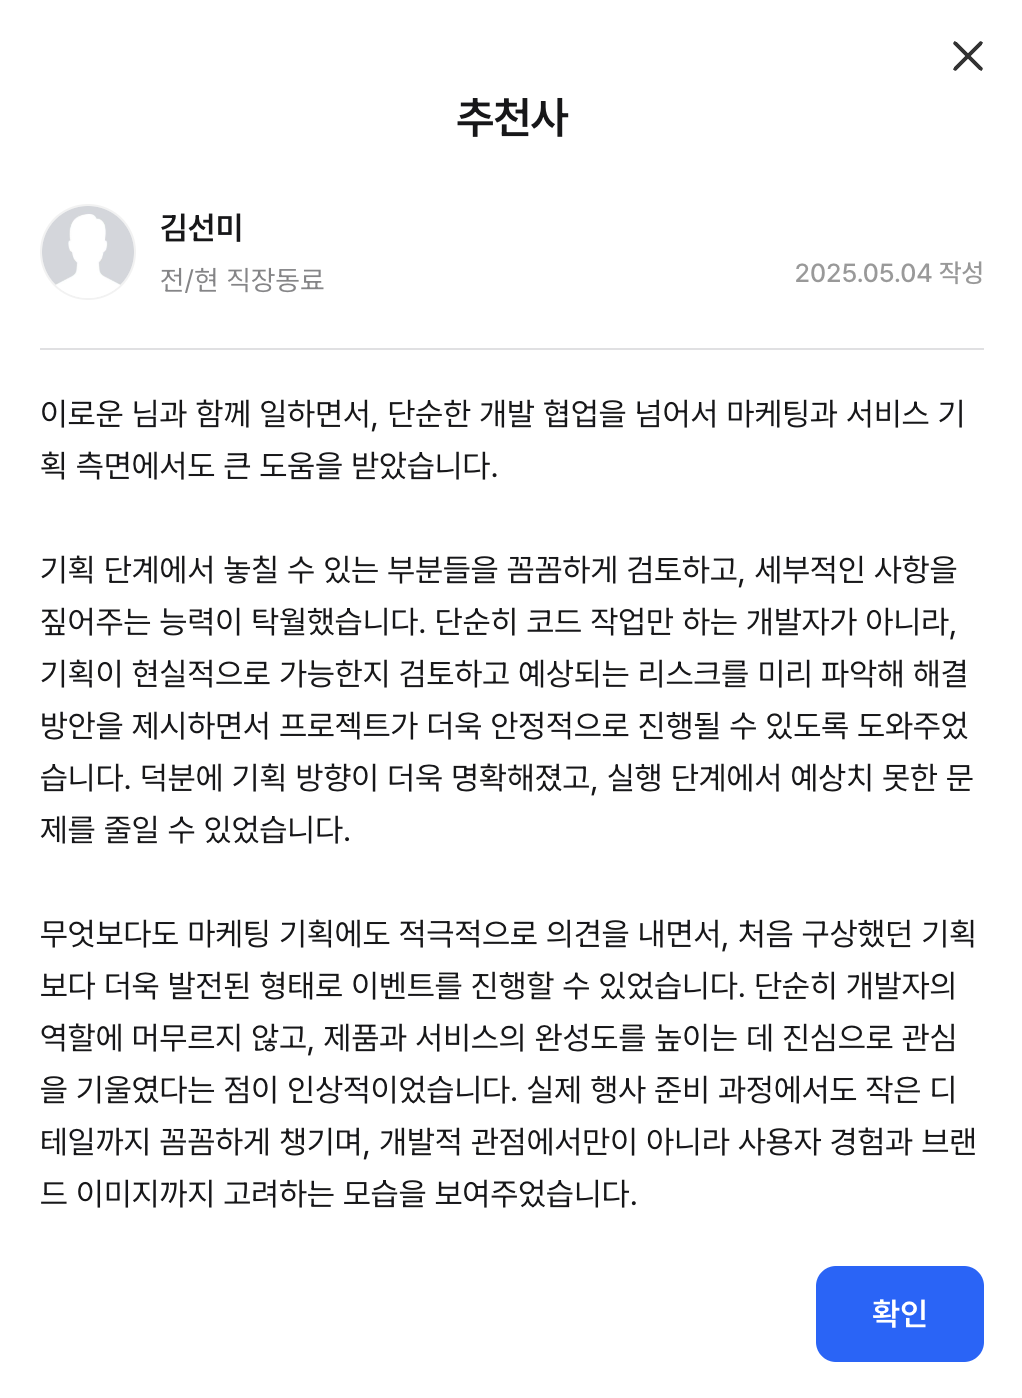 추천사
김선미
전/현 직장동료
2025.05.04 작성
이로운 님과 함께 일하면서, 단순한 개발 협업을 넘어서 마케팅과 서비스 기
획 측면에서도 큰 도움을 받았습니다.
기획 단계에서 놓칠 수 있는 부분들을 꼼꼼하게 검토하고, 세부적인 사항을
짚어주는 능력이 탁월했습니다. 단순히 코드 작업만 하는 개발자가 아니라,
기획이 현실적으로 가능한지 검토하고 예상되는 리스크를 미리 파악해 해결
방안을 제시하면서 프로젝트가 더욱 안정적으로 진행될 수 있도록 도와주었
습니다. 덕분에 기획 방향이 더욱 명확해졌고, 실행 단계에서 예상치 못한 문
제를 줄일 수 있었습니다.
무엇보다도 마케팅 기획에도 적극적으로 의견을 내면서, 처음 구상했던 기획
보다 더욱 발전된 형태로 이벤트를 진행할 수 있었습니다. 단순히 개발자의
역할에 머무르지 않고, 제품과 서비스의 완성도를 높이는 데 진심으로 관심
을 기울였다는 점이 인상적이었습니다. 실제 행사 준비 과정에서도 작은 디
테일까지 꼼꼼하게 챙기며, 개발적 관점에서만이 아니라 사용자 경험과 브랜
드 이미지까지 고려하는 모습을 보여주었습니다.
확인